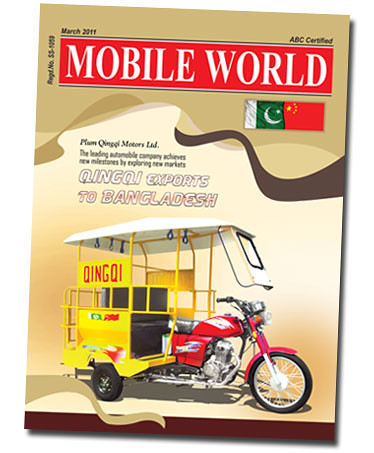 Regd.No. SS-1059
March 2011
ABC Certified
MOBILE WORLD
Plum Qingqi Motors Ltd.
The leading automobile company achieves
new milestones by exploring new markets
QINGQI EXPORTS
TO BANGLADESH
QINGQI